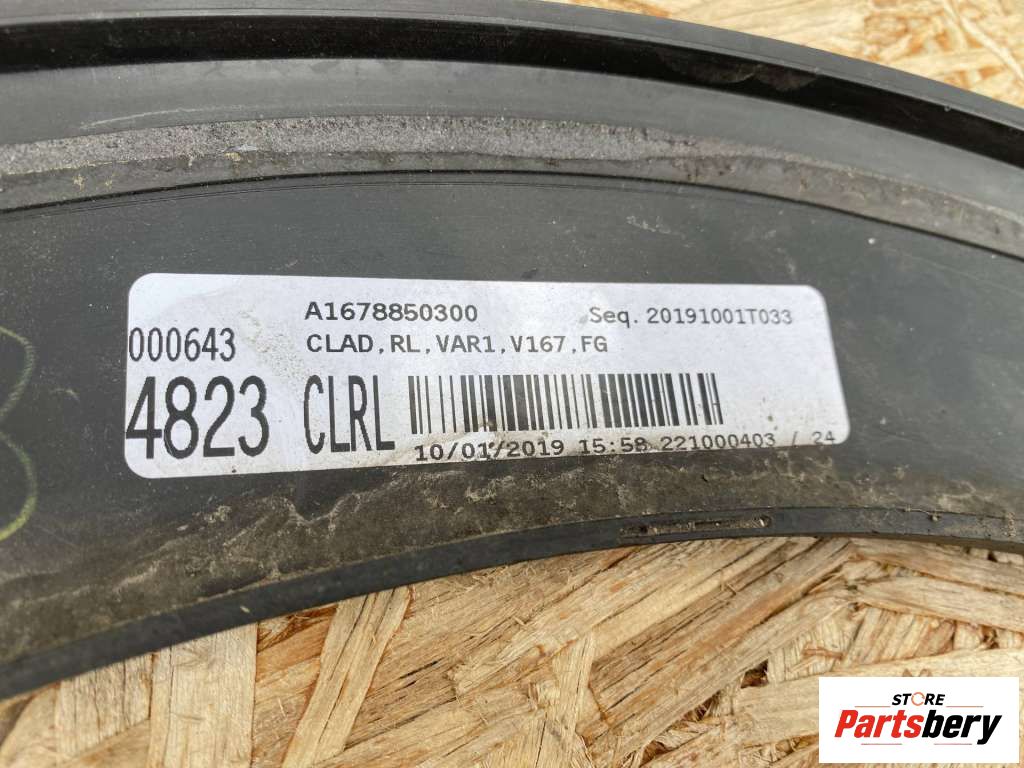 A1678850300 Seq. 20191001T033
000643 CLAD,RL,VAR1,V167,FG
4823 CLRL
10/01/2019 15:58 221000403 / 24
STORE
Partsbery